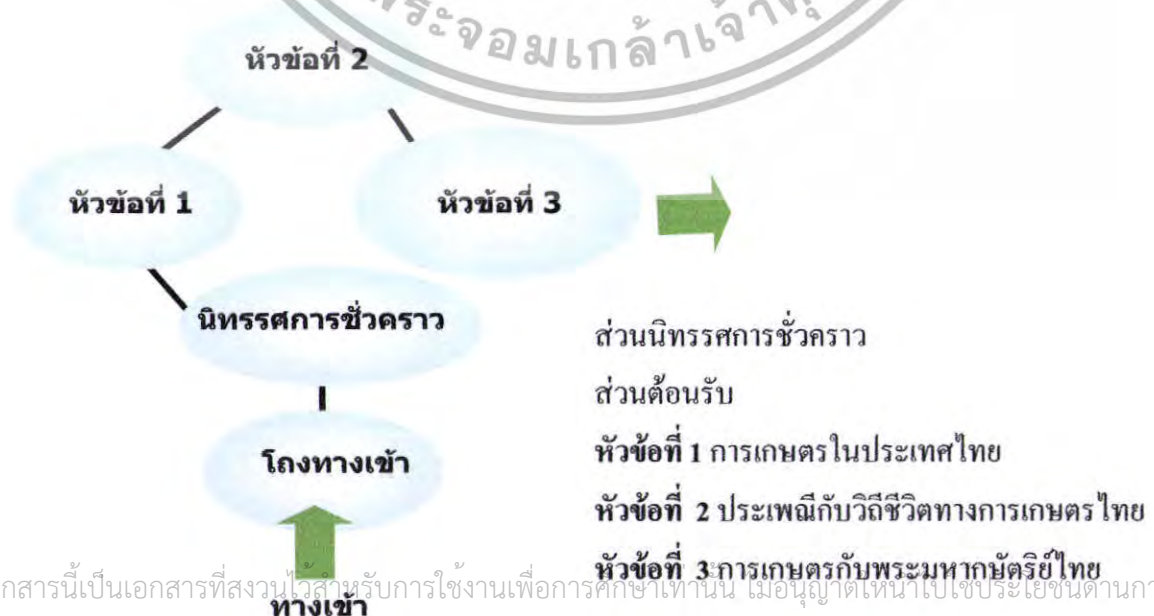 พระจอมเกล้าเจ้า
หัวข้อที่ 2
หัวข้อที่ 1
หัวข้อที่ 3
นิทรรศการชั่วคราว
โถงทางเข้า
ทางเข้า
ส่วนนิทรรศการชั่วคราว
ส่วนต้อนรับ
หัวข้อที่ 1 การเกษตรในประเทศไทย
หัวข้อที่ 2 ประเพณีกับวิถีชีวิตทางการเกษตรไทย
หัวข้อที่ 3 การเกษตรกับพระมหากษัตริย์ไทย
กสารนี้เป็นเอกสารที่สงวนไว้สำหรับการใช้งานเพื่อการศึกษาเท่านั้น ไม่อนุญาตให้นำไปใช้ประโยชน์ด้านกา